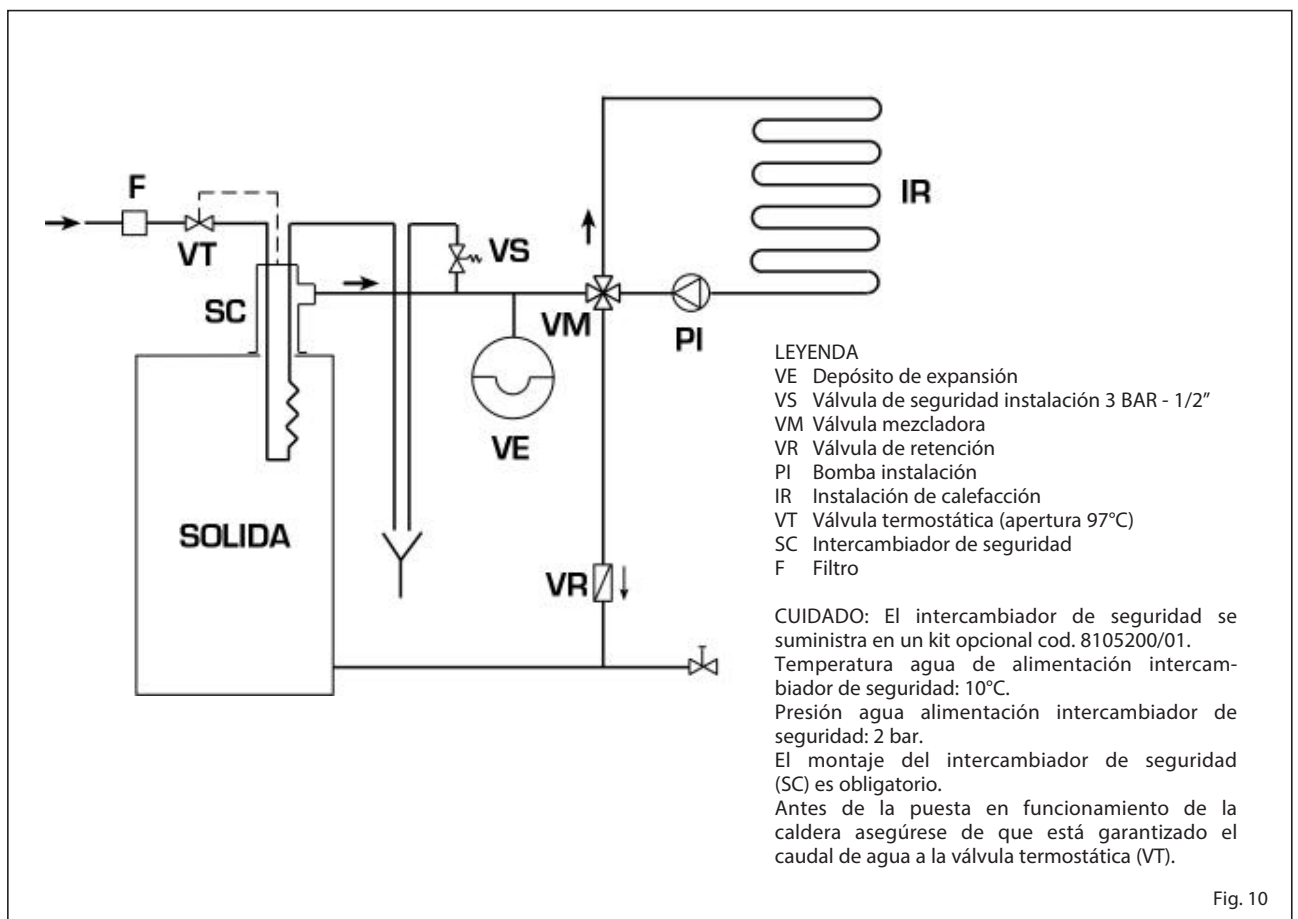 F
VT
SC
VS
VM
PI
IR
VE
SOLIDA
VR
LEYENDA
VE Depósito de expansión
VS Válvula de seguridad instalación 3 BAR - 1/2”
VM Válvula mezcladora
VR Válvula de retención
PI Bomba instalación
IR Instalación de calefacción
VT Válvula termostática (apertura 97°C)
SC Intercambiador de seguridad
F Filtro
CUIDADO: El intercambiador de seguridad se
suministra en un kit opcional cod. 8105200/01.
Temperatura agua de alimentación intercam-
biador de seguridad: 10°C.
Presión agua alimentación intercambiador de
seguridad: 2 bar.
El montaje del intercambiador de seguridad
(SC) es obligatorio.
Antes de la puesta en funcionamiento de la
caldera asegúrese de que está garantizado el
caudal de agua a la válvula termostática (VT).
Fig. 10